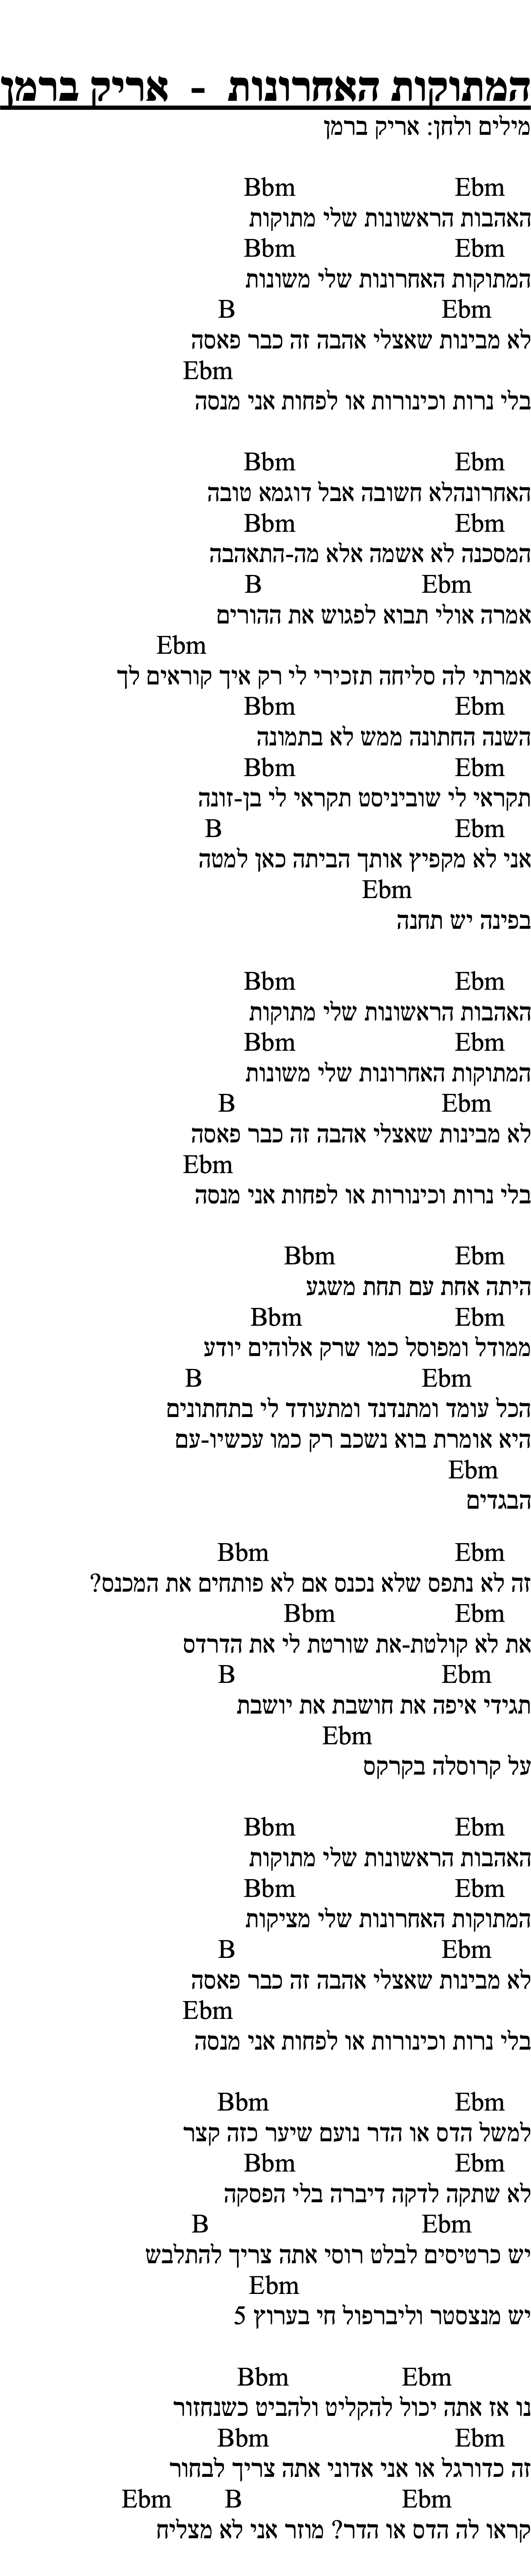 המתוקות האחרונות - אריק ברמן
מילים ולחן: אריק ברמן
Ebm Bbm
האהבות הראשונות שלי מתוקות
Ebm Bbm
המתוקות האחרונות שלי משונות
Ebm B
לא מבינות שאצלי אהבה זה כבר פאסה
Ebm
בלי נרות וכינורות או לפחות אני מנסה
Ebm Bbm
האחרונהלא חשובה אבל דוגמא טובה
Ebm Bbm
המסכנה לא אשמה אלא מה-התאהבה
Ebm B
אמרה אולי תבוא לפגוש את ההורים
Ebm
אמרתי לה סליחה תזכירי לי רק איך קוראים לך
Ebm Bbm
השנה החתונה ממש לא בתמונה
Ebm Bbm
תקראי לי שוביניסט תקראי לי בן-זונה
Ebm B
אני לא מקפיץ אותך הביתה כאן למטה
Ebm
בפינה יש תחנה
Ebm Bbm
האהבות הראשונות שלי מתוקות
Ebm Bbm
המתוקות האחרונות שלי משונות
Ebm B
לא מבינות שאצלי אהבה זה כבר פאסה
Ebm
בלי נרות וכינורות או לפחות אני מנסה
Ebm Bbm
היתה אחת עם תחת משגע
Ebm Bbm
ממודל ומפוסל כמו שרק אלוהים יודע
Ebm B
הכל עומד ומתנדנד ומתעודד לי בתחתונים
היא אומרת בוא נשכב רק כמו עכשיו-עם
Ebm
הבגדים
Ebm Bbm
זה לא נתפס שלא נכנס אם לא פותחים את המכנס?
Ebm Bbm
את לא קולטת-את שורטת לי את הדרדס
Ebm B
תגידי איפה את חושבת את יושבת
Ebm
על קרוסלה בקרקס
Ebm Bbm
האהבות הראשונות שלי מתוקות
Ebm Bbm
המתוקות האחרונות שלי מציקות
Ebm B
לא מבינות שאצלי אהבה זה כבר פאסה
Ebm
בלי נרות וכינורות או לפחות אני מנסה
Ebm Bbm
למשל הדס או הדר נועם שיער כזה קצר
Ebm Bbm
לא שתקה לדקה דיברה בלי הפסקה
Ebm B
יש כרטיסים לבלט רוסי אתה צריך להתלבש
Ebm
יש מנצסטר וליברפול חי בערוץ 5
Ebm Bbm
נו אז אתה יכול להקליט ולהביט כשנחזור
Ebm Bbm
זה כדורגל או אני אדוני אתה צריך לבחור
Ebm B Ebm
קראו לה הדס או הדר? מוזר אני לא מצליח